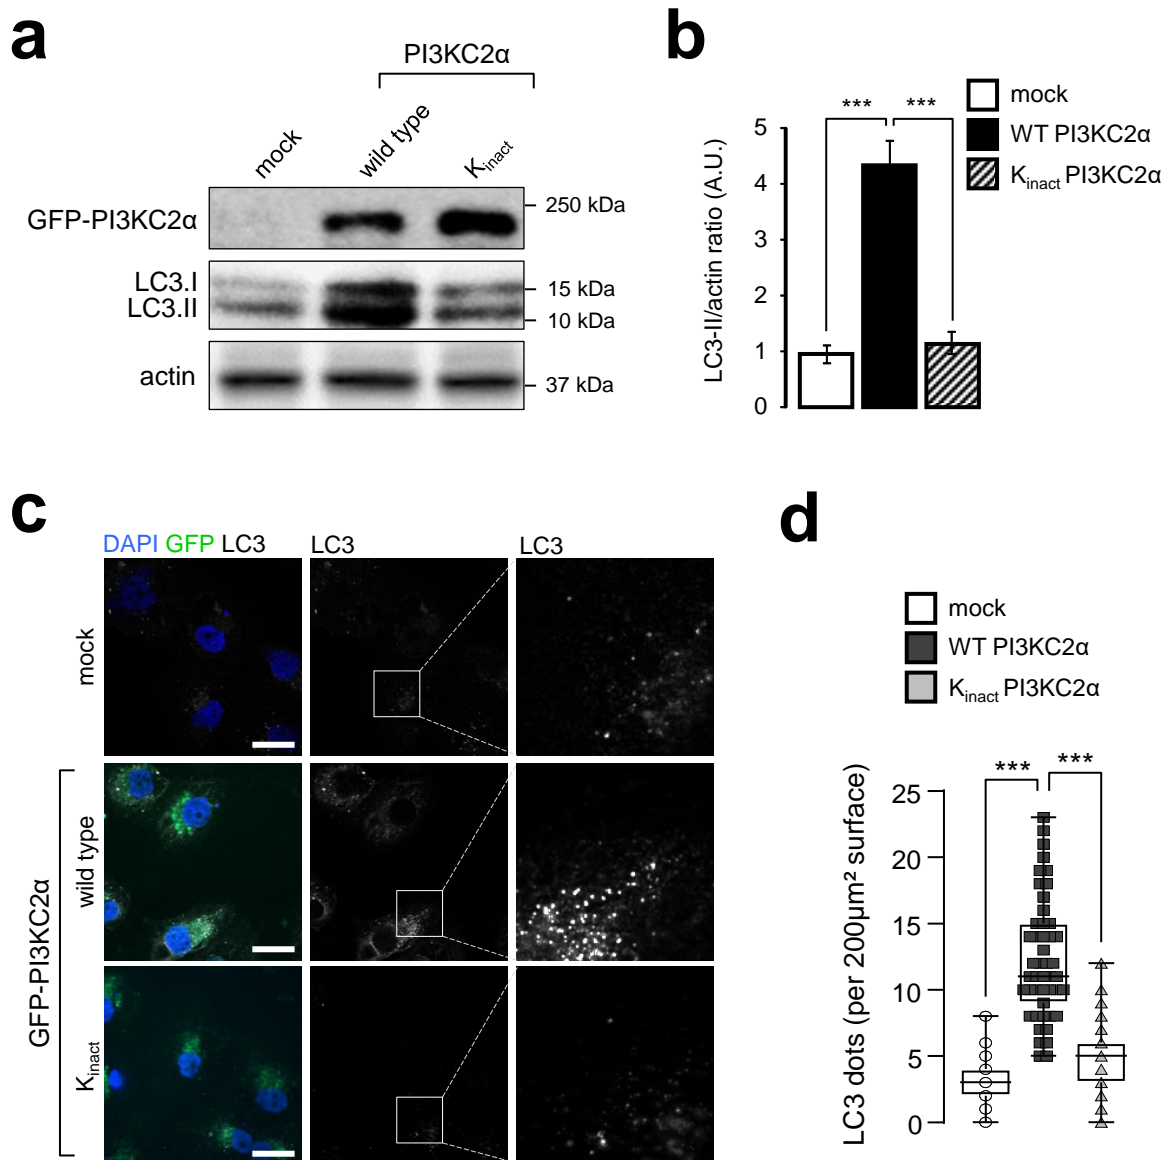 a
PI3KC2α
mock
wild type
Kinact
GFP-PI3KC2α
250 kDa
LC3.I
LC3.II
15 kDa
10 kDa
actin
37 kDa
b
mock
WT PI3KC2α
Kinact PI3KC2α
*** ***
LC3-II/actin ratio (A.U.)
5
4
3
2
1
0
c
DAPI GFP LC3
LC3
LC3
mock
GFP-PI3KC2α
wild type
Kinact
d
mock
WT PI3KC2α
Kinact PI3KC2α
*** ***
LC3 dots (per 200µm² surface)
25
20
15
10
5
0